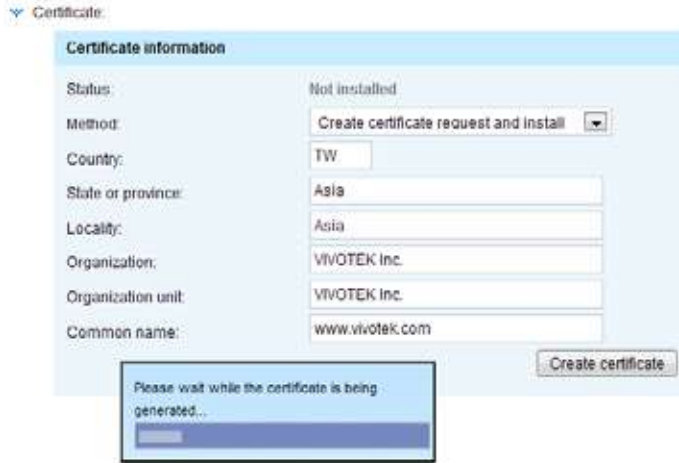 Certificate:
Certificate information
Status: Not installed
Method: Create certificate request and install
Country: TW
State or province: Asia
Locality: Asia
Organization: VIVOTEK Inc.
Organization unit: VIVOTEK Inc.
Common name: www.vivotek.com
Create certificate
Please wait while the certificate is being
generated...